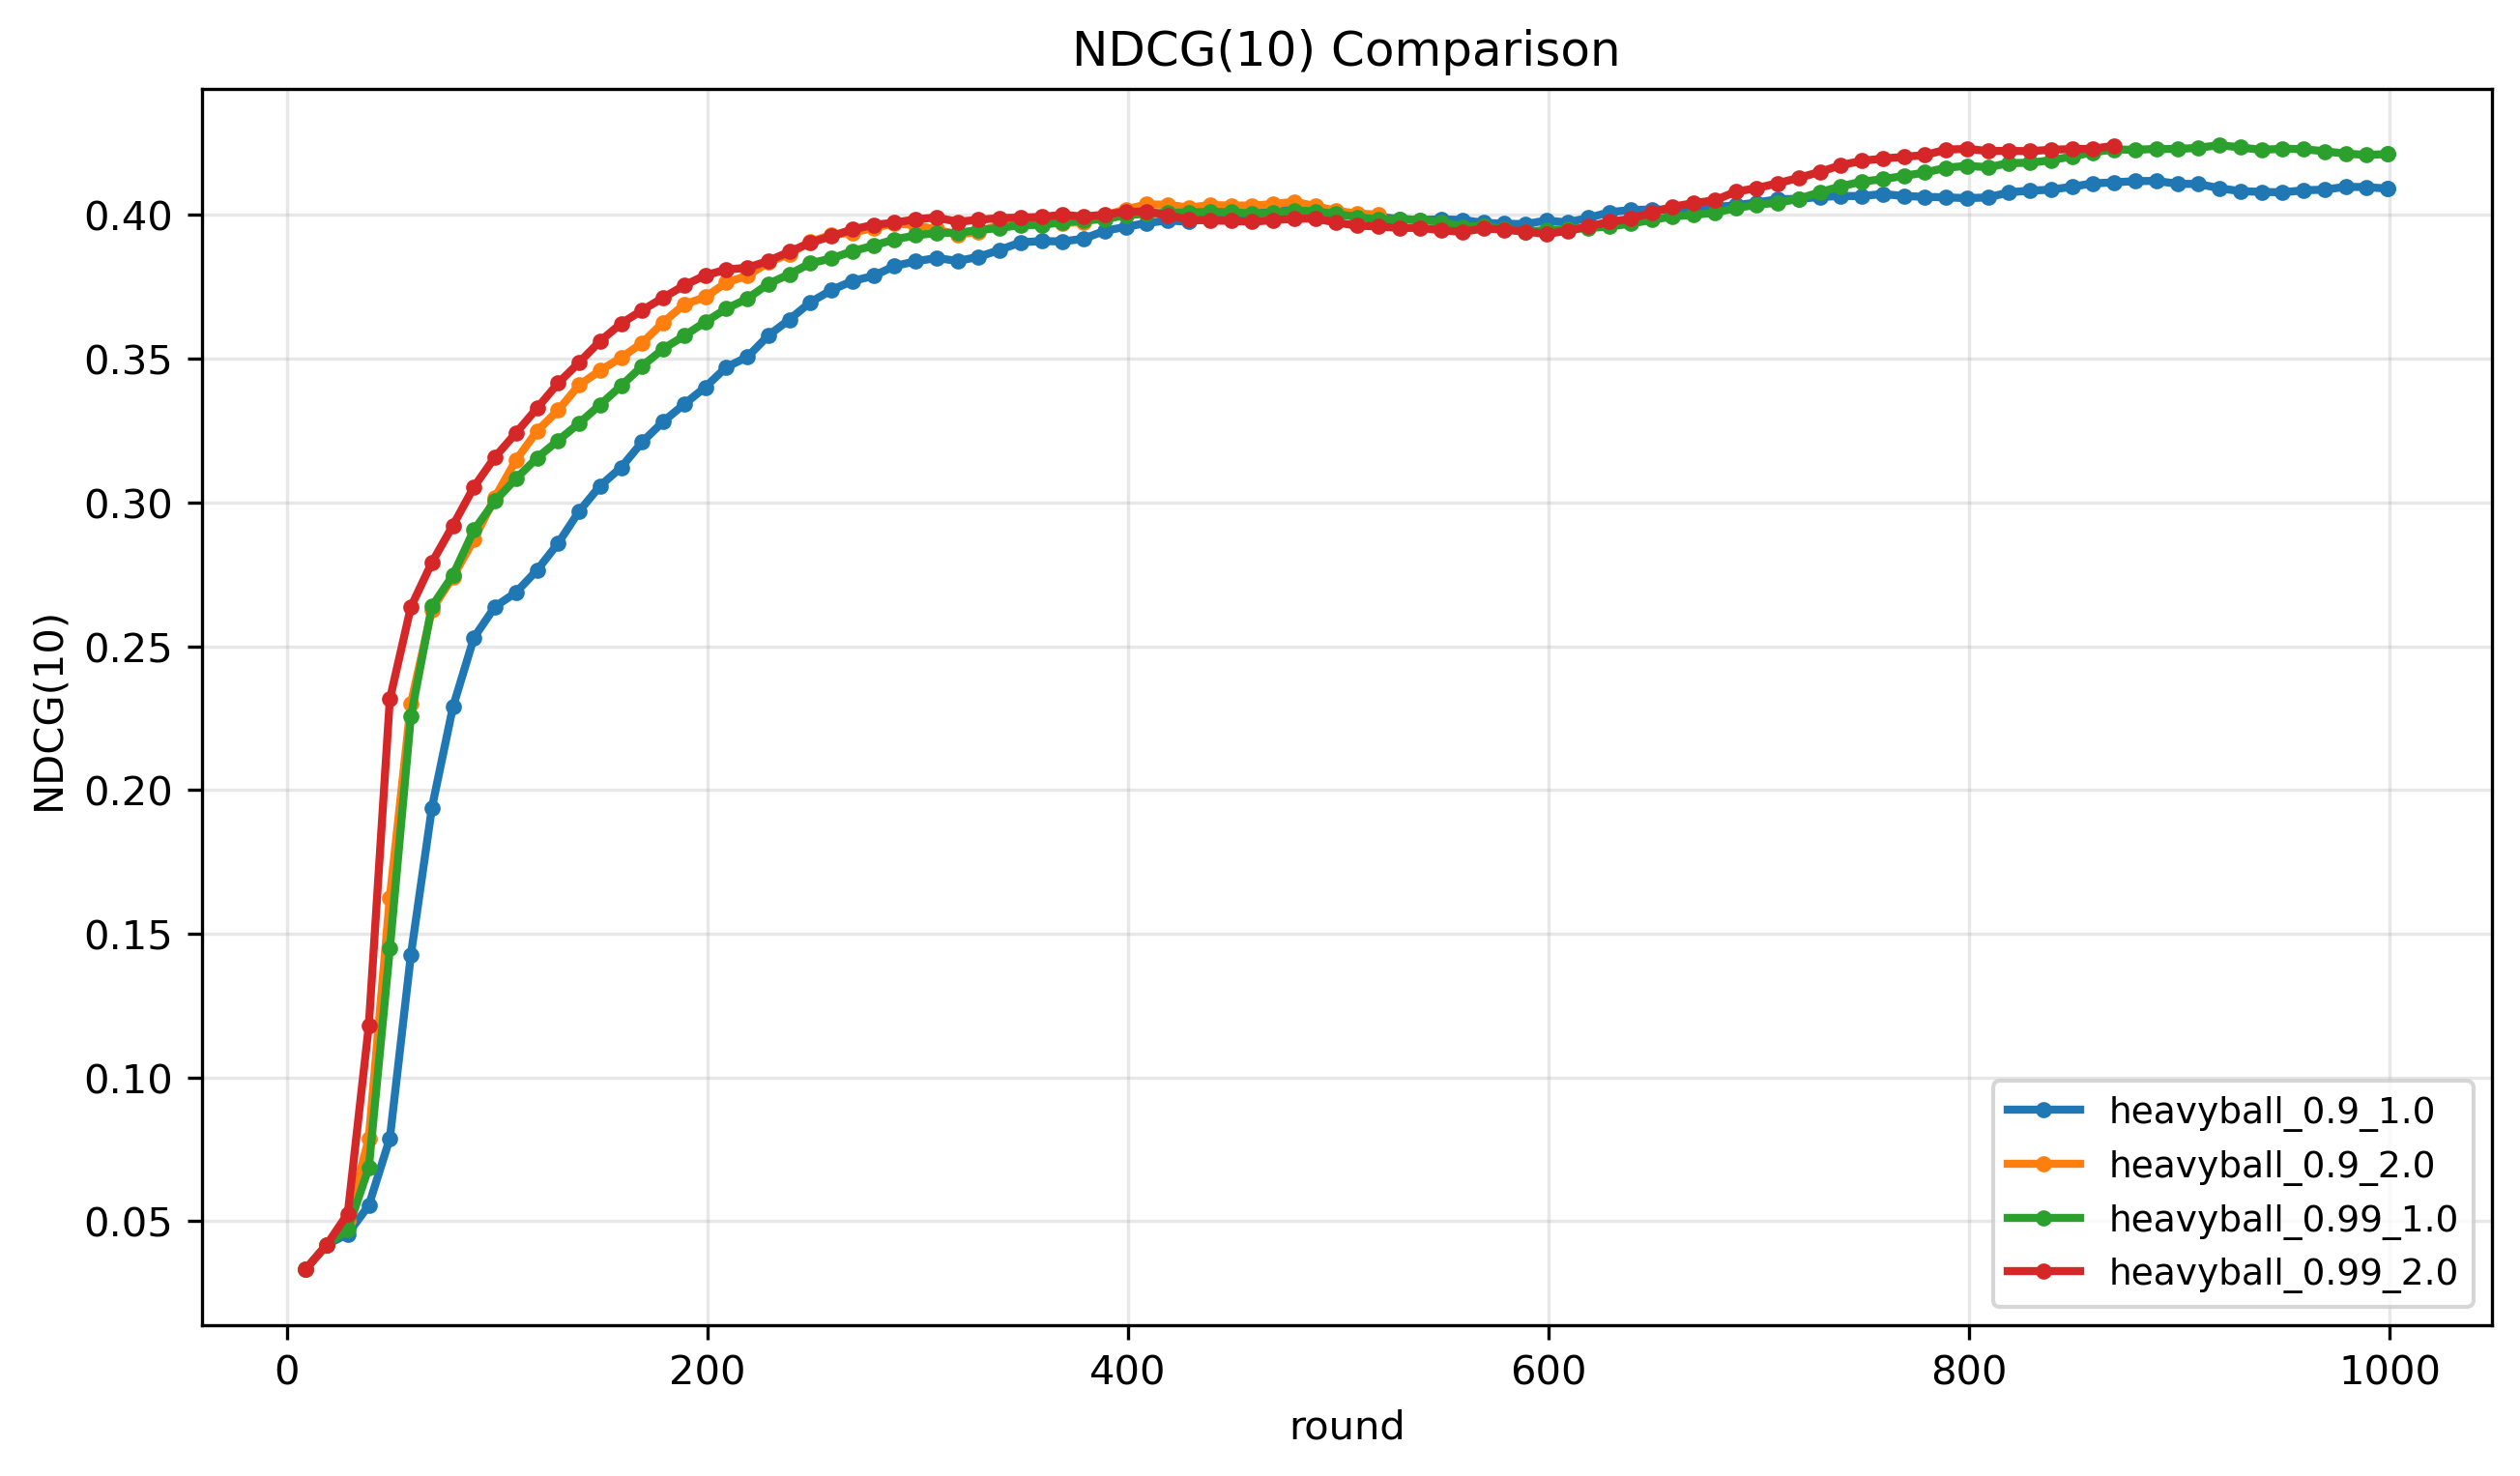 NDCG(10) Comparison
NDCG(10)
0.40
0.35
0.30
0.25
0.20
0.15
0.10
0.05
0
200
400
600
800
1000
round
heavyball_0.9_1.0
heavyball_0.9_2.0
heavyball_0.99_1.0
heavyball_0.99_2.0